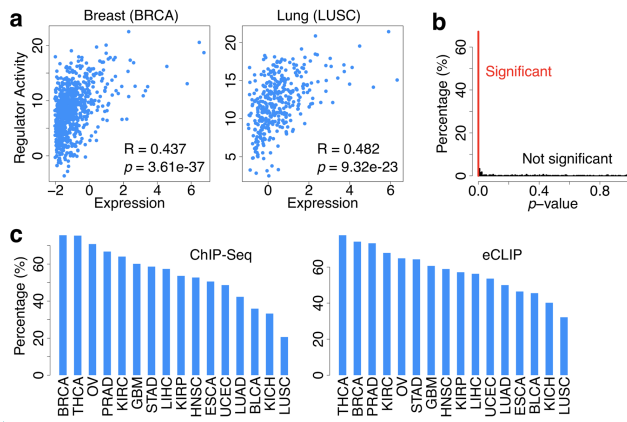 a
Breast (BRCA)
Lung (LUSC)
Regulator Activity
20
10
0
R = 0.437
p = 3.61e-37
−2 0 2 4 6
Expression
20
15
10
5
R = 0.482
p = 9.32e-23
0 2 4 6
Expression
b
Percentage (%)
60
40
20
0
Significant
Not significant
0.0 0.4 0.8
p-value
c
ChIP-Seq
Percentage (%)
60
40
20
0
BRCA THCA OV PRAD KIRC GBM STAD LIHC KIRP HNSC ESCA UCEC LUAD BLCA KICH LUSC
eCLIP
60
40
20
0
THCA BRCA PRAD KIRC OV STAD GBM HNSC KIRP LIHC UCEC LUAD ESCA BLCA KICH LUSC